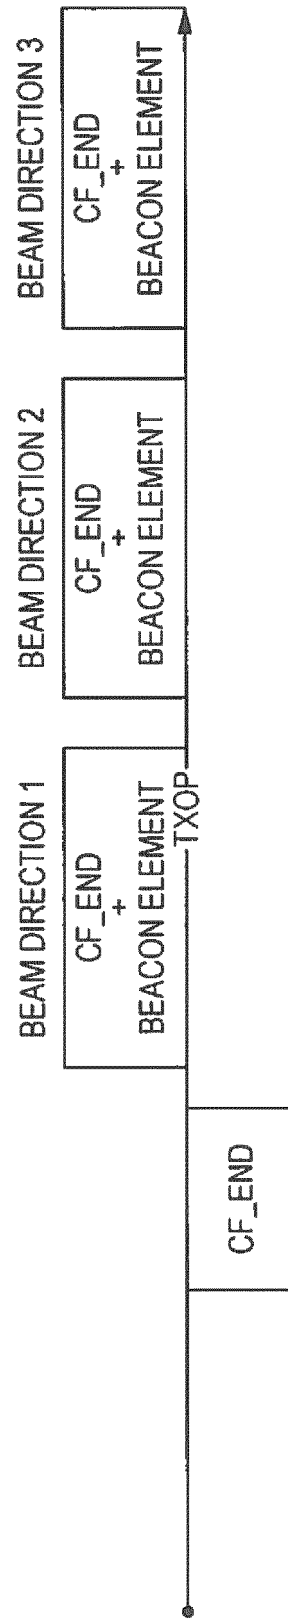 BEAM DIRECTION 1
CF_END
+
BEACON ELEMENT
BEAM DIRECTION 2
CF_END
+
BEACON ELEMENT
BEAM DIRECTION 3
CF_END
+
BEACON ELEMENT
TXOP
CF_END